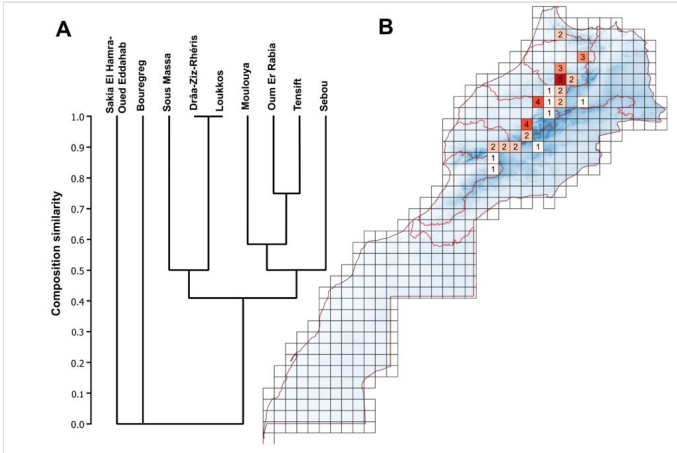 A
B
Sakia El Hamra-
Oued Eddahab
Bouregreg
Sous Massa
Drâa-Ziz-Rhéris
Loukkos
Moulouya
Oum Er Rabia
Tensift
Sebou
Composition similarity
1.0
0.9
0.8
0.7
0.6
0.5
0.4
0.3
0.2
0.1
0.0
2
3
3
2
1 2
4 1 2 1
1
4
2
2 2 2 1
1
1